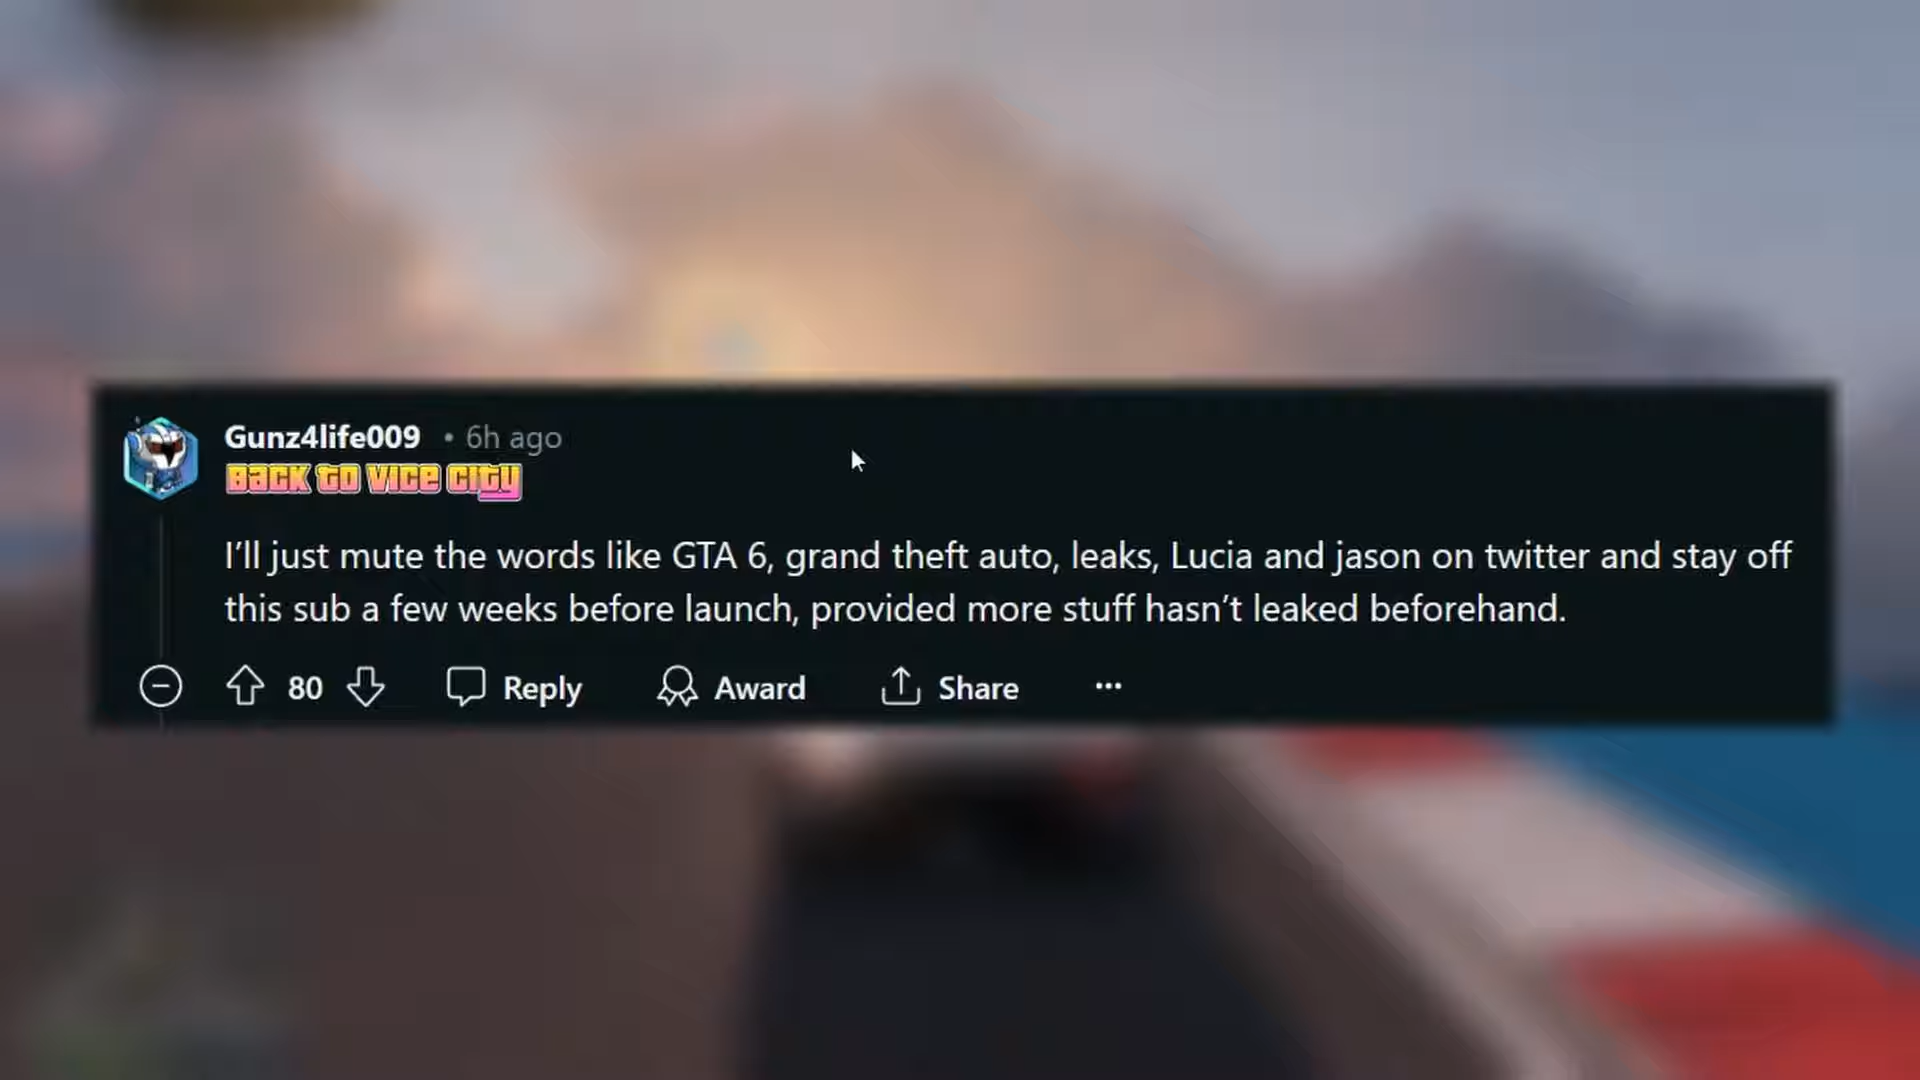 Gunz4life009 • 6h ago
Back to Vice City
I’ll just mute the words like GTA 6, grand theft auto, leaks, Lucia and jason on twitter and stay off
this sub a few weeks before launch, provided more stuff hasn’t leaked beforehand.
80 Reply Award Share ...